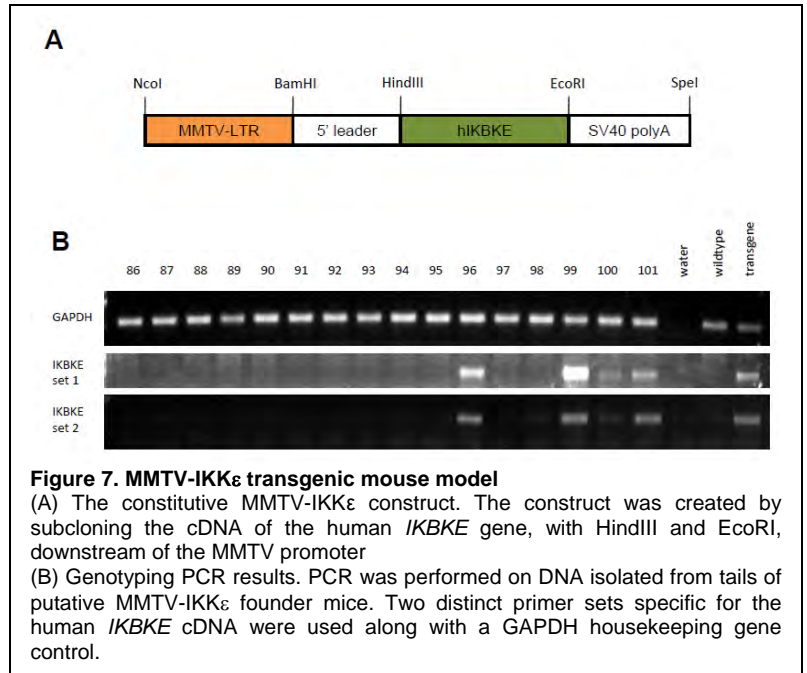 A
NcoI BamHI HindIII EcoRI SpeI
MMTV-LTR 5' leader hIKBKE SV40 polyA
B
86 87 88 89 90 91 92 93 94 95 96 97 98 99 100 101 water wildtype transgene
GAPDH
IKBKE
set 1
IKBKE
set 2
Figure 7. MMTV-IKKε transgenic mouse model
(A) The constitutive MMTV-IKKε construct. The construct was created by
subcloning the cDNA of the human IKBKE gene, with HindIII and EcoRI,
downstream of the MMTV promoter
(B) Genotyping PCR results. PCR was performed on DNA isolated from tails of
putative MMTV-IKKε founder mice. Two distinct primer sets specific for the
human IKBKE cDNA were used along with a GAPDH housekeeping gene
control.